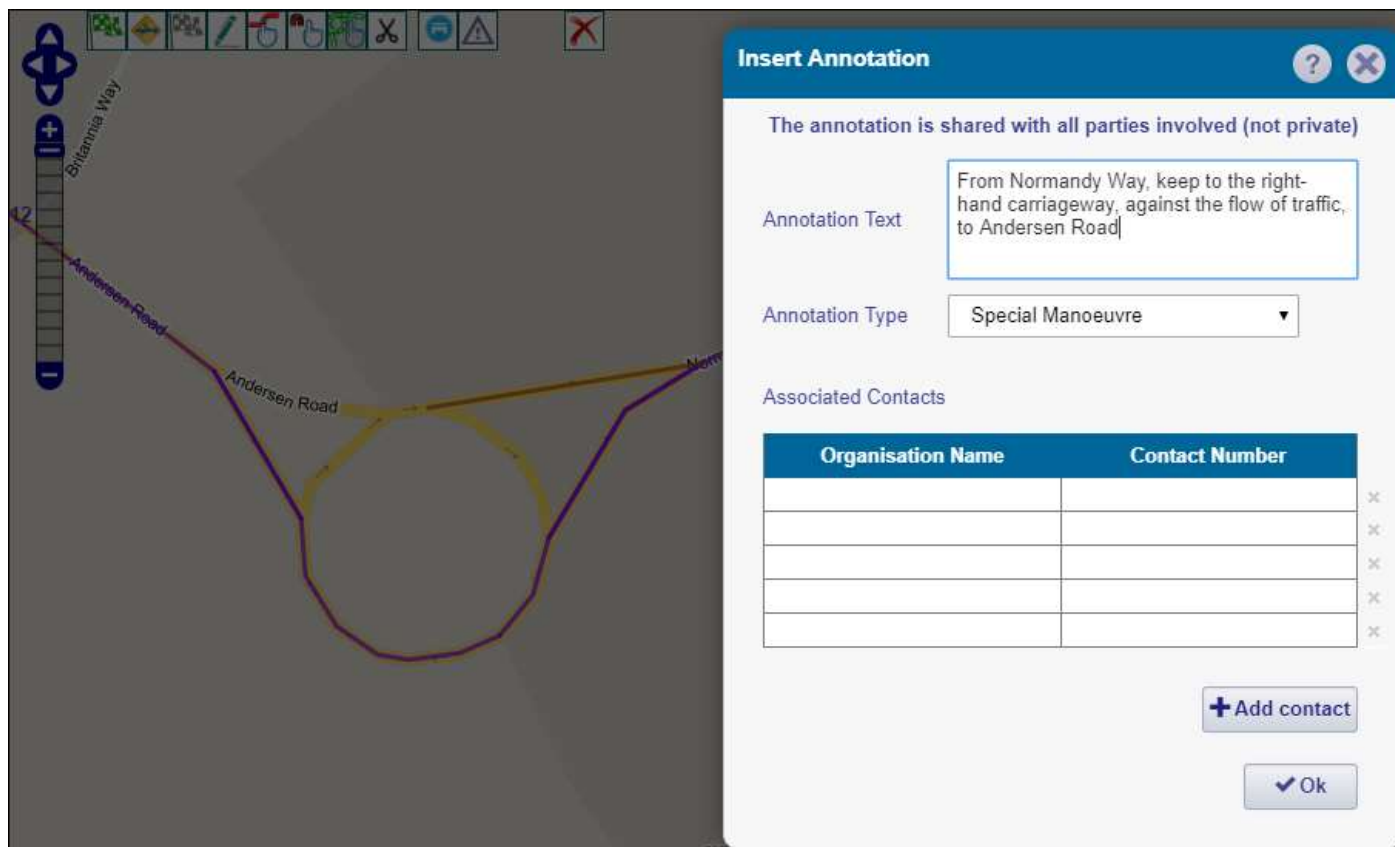 Insert Annotation
?
The annotation is shared with all parties involved (not private)
Annotation Text
From Normandy Way, keep to the right-
hand carriageway, against the flow of traffic,
to Andersen Road
Annotation Type
Special Manoeuvre
Associated Contacts
Organisation Name Contact Number
Add contact
Ok
Britannia Way
12
Andersen Road
Andersen Road
Norm